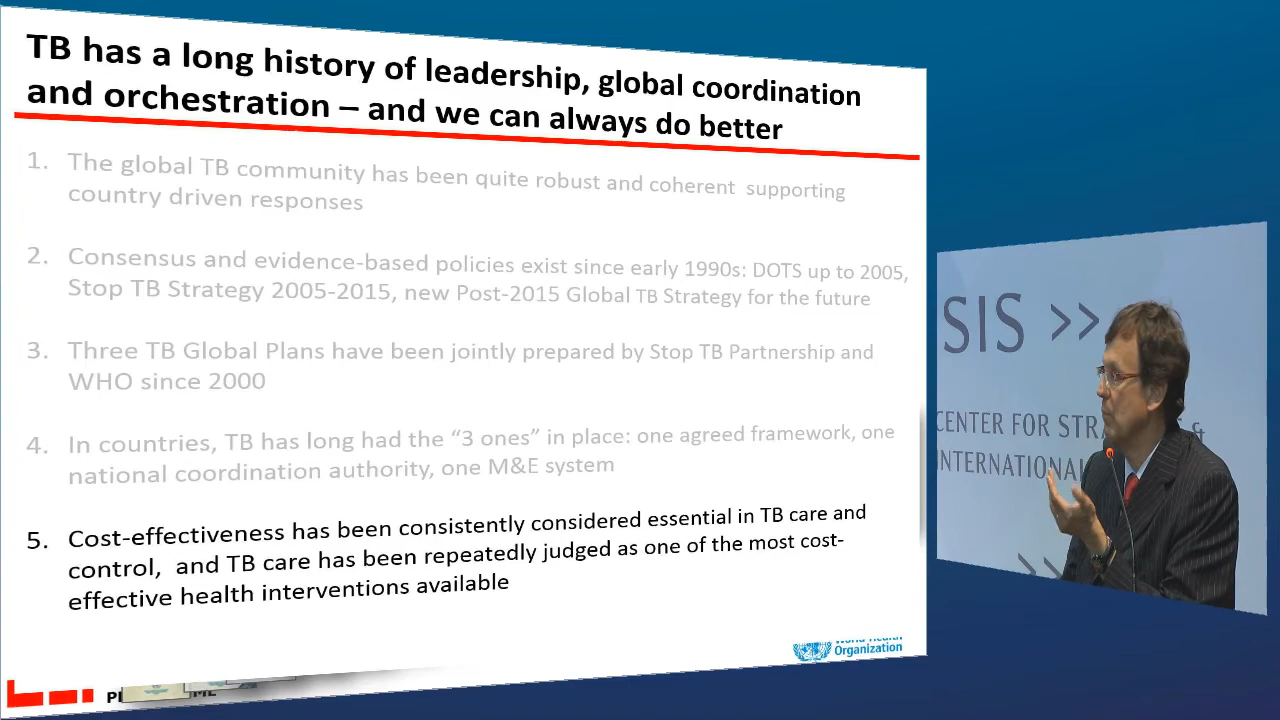 TB has a long history of leadership, global coordination
and orchestration – and we can always do better
1. The global TB community has been quite robust and coherent supporting
country driven responses
2. Consensus and evidence-based policies exist since early 1990s: DOTS up to 2005,
Stop TB Strategy 2005-2015, new Post-2015 Global TB Strategy for the future
3. Three TB Global Plans have been jointly prepared by Stop TB Partnership and
WHO since 2000
4. In countries, TB has long had the “3 ones” in place: one agreed framework, one
national coordination authority, one M&E system
5. Cost-effectiveness has been consistently considered essential in TB care and
control, and TB care has been repeatedly judged as one of the most cost-
effective health interventions available
World Health
Organization
SIS >>
CENTER FOR
&
INTERNATIONAL
>>